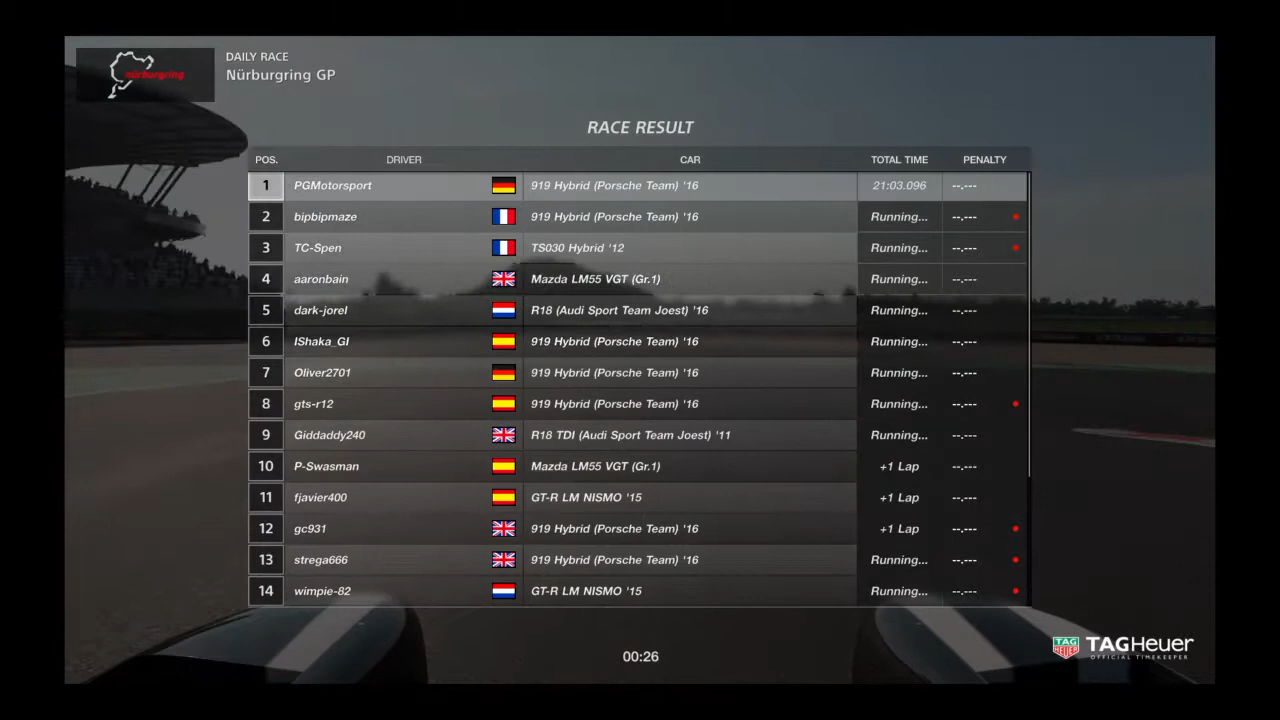 nürburgring
DAILY RACE
Nürburgring GP
RACE RESULT
POS. DRIVER CAR TOTAL TIME PENALTY
1 PGMotorsport 919 Hybrid (Porsche Team) '16 21:03.096 --.---
2 bipbipmaze 919 Hybrid (Porsche Team) '16 Running... --.---
3 TC-Spen TS030 Hybrid '12 Running... --.---
4 aaronbain Mazda LM55 VGT (Gr.1) Running... --.---
5 dark-jorel R18 (Audi Sport Team Joest) '16 Running... --.---
6 IShaka_GI 919 Hybrid (Porsche Team) '16 Running... --.---
7 Oliver2701 919 Hybrid (Porsche Team) '16 Running... --.---
8 gts-r12 919 Hybrid (Porsche Team) '16 Running... --.---
9 Giddaddy240 R18 TDI (Audi Sport Team Joest) '11 Running... --.---
10 P-Swasman Mazda LM55 VGT (Gr.1) +1 Lap --.---
11 fjavier400 GT-R LM NISMO '15 +1 Lap --.---
12 gc931 919 Hybrid (Porsche Team) '16 +1 Lap --.---
13 strega666 919 Hybrid (Porsche Team) '16 Running... --.---
14 wimpie-82 GT-R LM NISMO '15 Running... --.---
00:26
TAG HEUER
TAGHeuer
OFFICIAL TIMEKEEPER